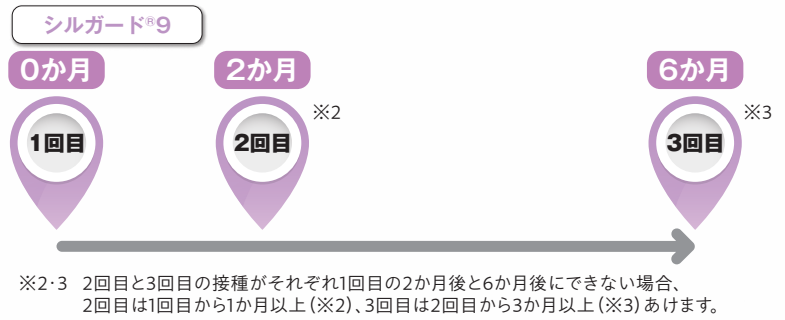 シルガード®9
0か月 2か月 6か月
※2 ※3
1回目 2回目 3回目
※2・3 2回目と3回目の接種がそれぞれ1回目の2か月後と6か月後にできない場合、
2回目は1回目から1か月以上(※2)、3回目は2回目から3か月以上(※3)あけます。